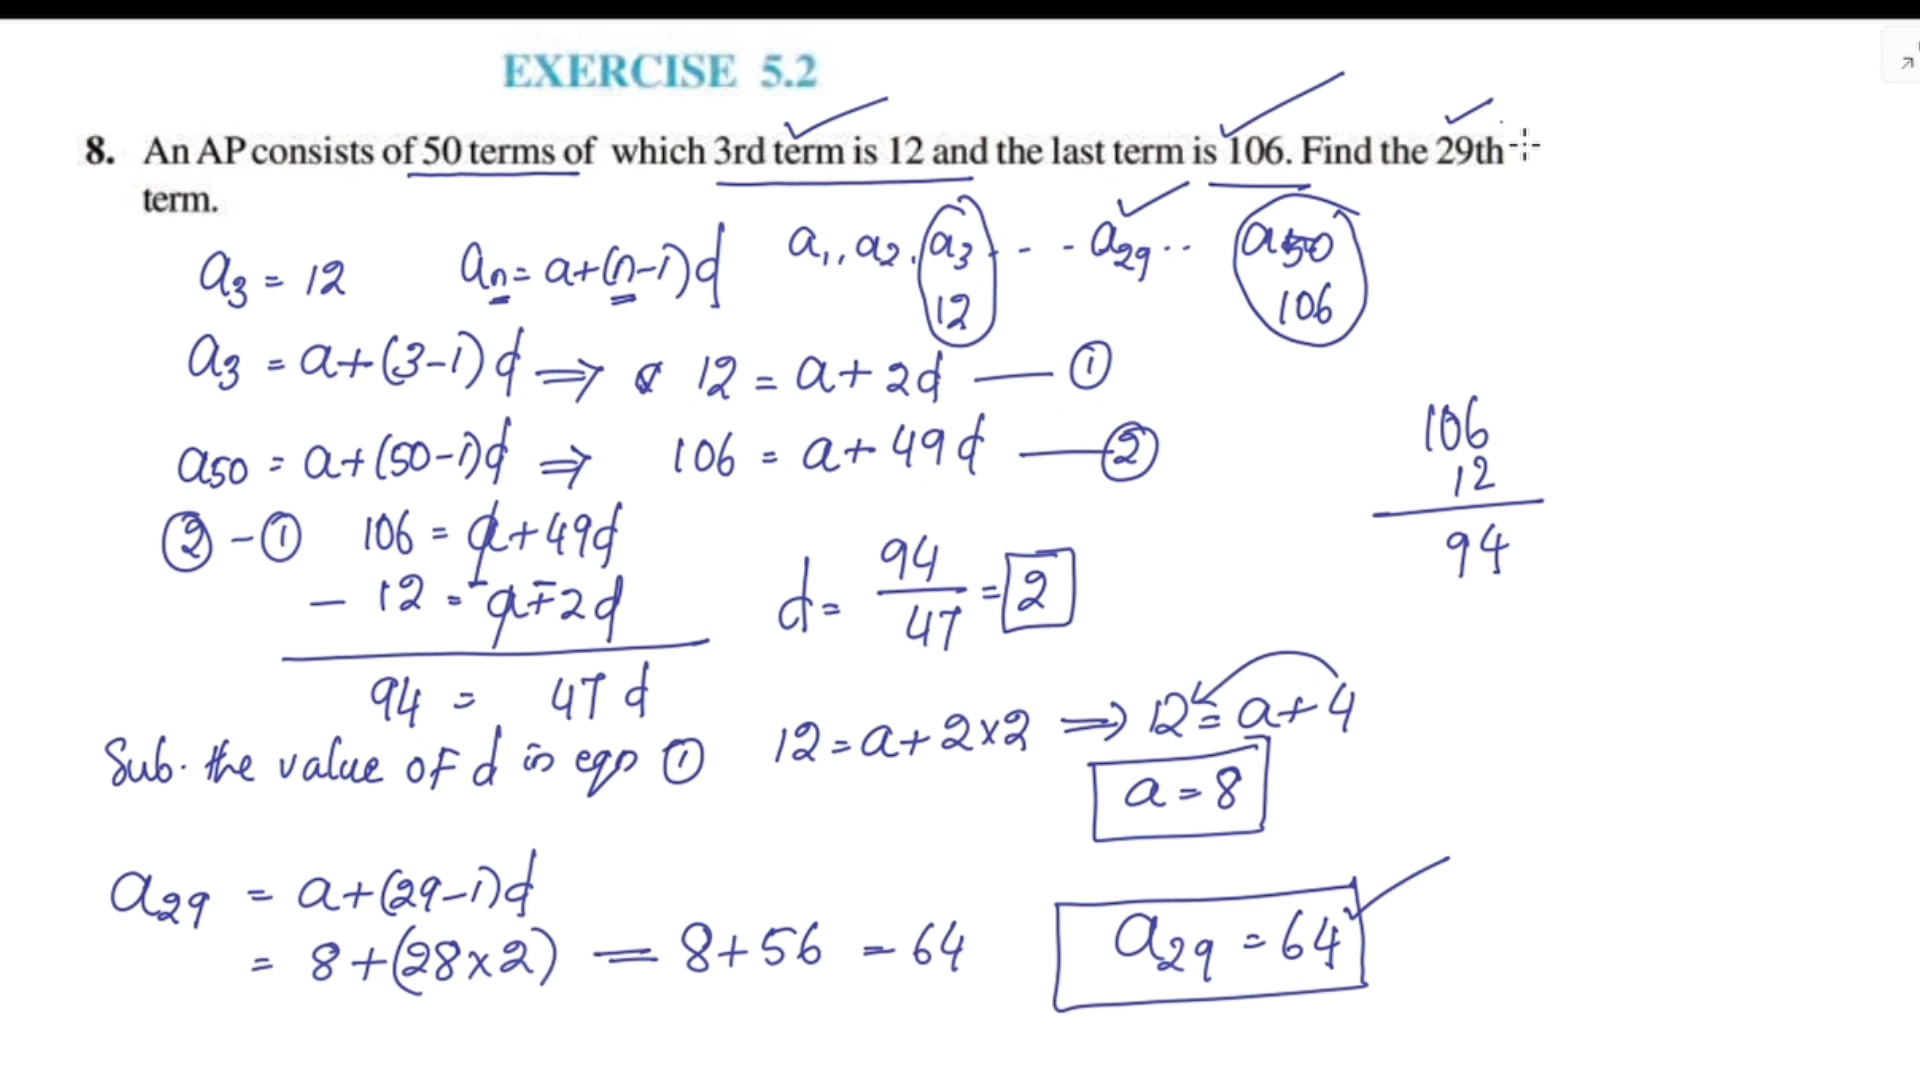 EXERCISE 5.2
8. An AP consists of 50 terms of which 3rd term is 12 and the last term is 106. Find the 29th
term.
a₁, a₂, a₃ - - a₂₉ .. a₅₀
12 106
a₃ = 12 aₙ = a+(n-1)d
a₃ = a+(3-1)d ⇒ 12 = a+2d — ①
a₅₀ = a+(50-1)d ⇒ 106 = a+49d — ②
106
12
94
② - ① 106 = a+49d
- 12 = a+2d
94 = 47d
d = 94/47 = 2
Sub. the value of d in eqn ① 12 = a+2×2 ⇒ 12 = a+4
a = 8
a₂₉ = a+(29-1)d
= 8+(28×2) = 8+56 = 64
a₂₉ = 64